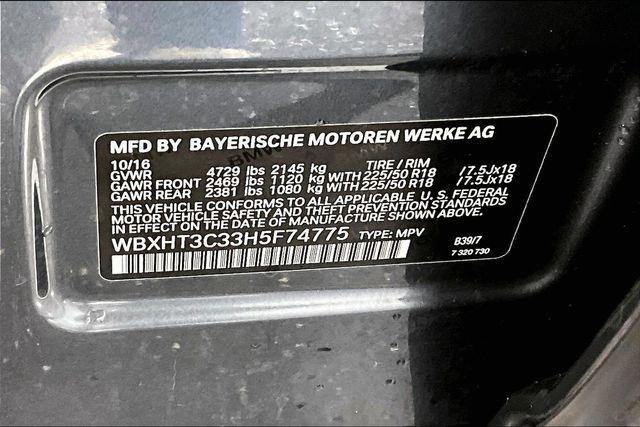 MFD BY BAYERISCHE MOTOREN WERKE AG
10/16 TIRE / RIM
GVWR 4729 lbs 2145 kg
GAWR FRONT 2469 lbs 1120 kg WITH 225/50 R18 /7.5Jx18
GAWR REAR 2381 lbs 1080 kg WITH 225/50 R18 /7.5Jx18
THIS VEHICLE CONFORMS TO ALL APPLICABLE U.S. FEDERAL
MOTOR VEHICLE SAFETY AND THEFT PREVENTION STANDARDS
IN EFFECT ON THE DATE OF MANUFACTURE SHOWN ABOVE.
WBXHT3C33H5F74775 TYPE: MPV B39/7
7 320 730